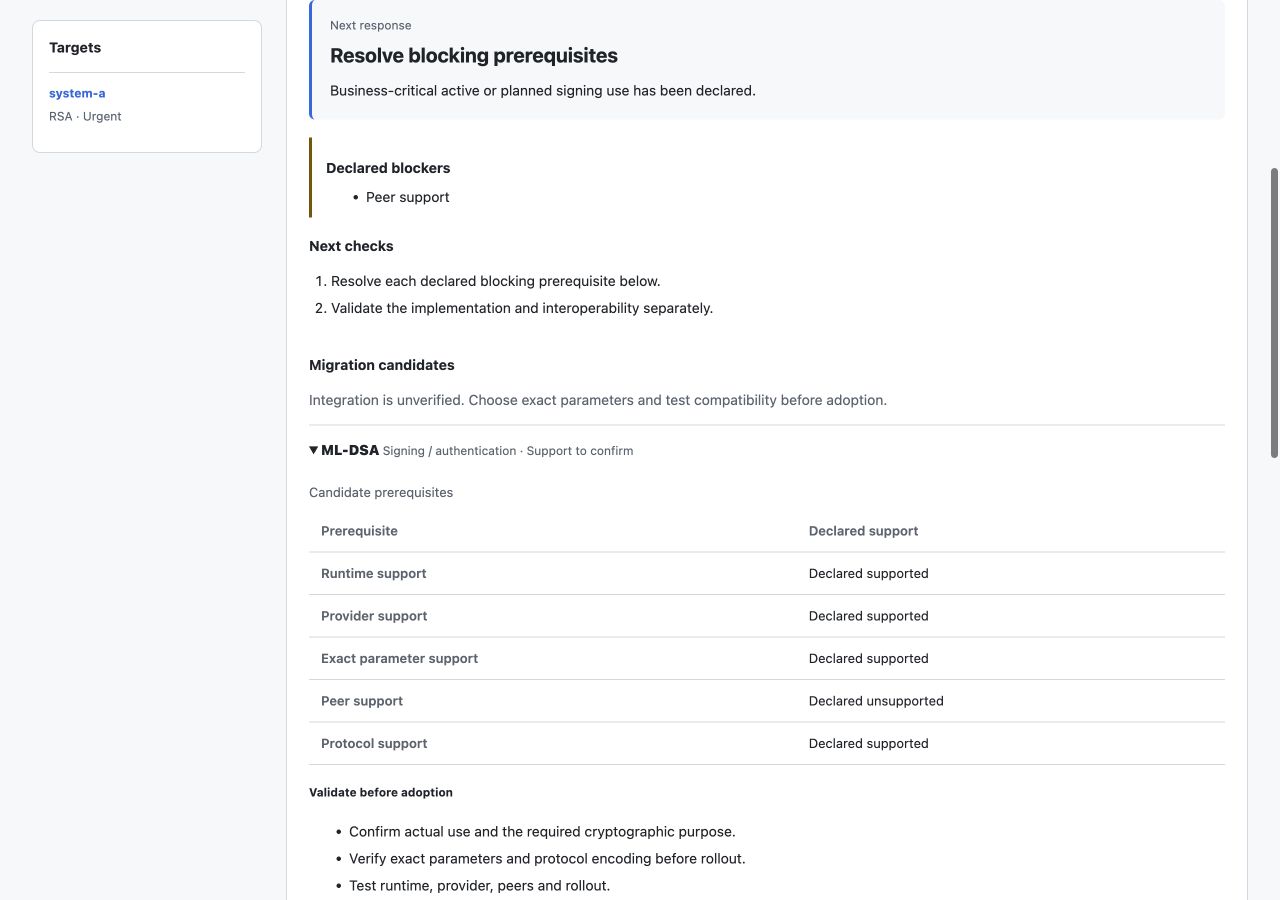 Targets
system-a
RSA · Urgent
Next response
Resolve blocking prerequisites
Business-critical active or planned signing use has been declared.
Declared blockers
• Peer support
Next checks
1. Resolve each declared blocking prerequisite below.
2. Validate the implementation and interoperability separately.
Migration candidates
Integration is unverified. Choose exact parameters and test compatibility before adoption.
▼ ML-DSA Signing / authentication · Support to confirm
Candidate prerequisites
Prerequisite Declared support
Runtime support Declared supported
Provider support Declared supported
Exact parameter support Declared supported
Peer support Declared unsupported
Protocol support Declared supported
Validate before adoption
• Confirm actual use and the required cryptographic purpose.
• Verify exact parameters and protocol encoding before rollout.
• Test runtime, provider, peers and rollout.